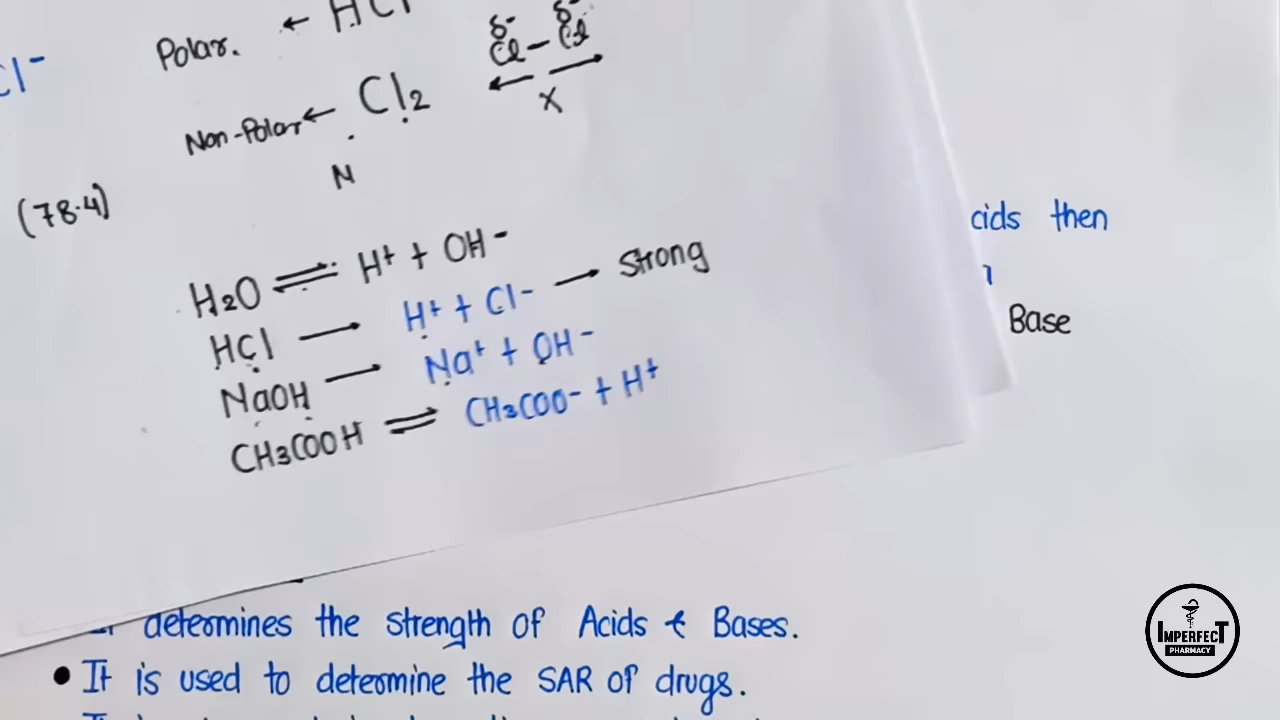 Polar. ← HCl
δ- δ-
Cl-
Cl – Cl
Non-Polar ← Cl2
X
N
(78.4)
H2O ⇌ H+ + OH-
HCl → H+ + Cl- → Strong
NaOH → Na+ + OH-
CH3COOH ⇌ CH3COO- + H+
cids then
Base
determines the strength of Acids & Bases.
• It is used to determine the SAR of drugs.
IMPERFECT
PHARMACY